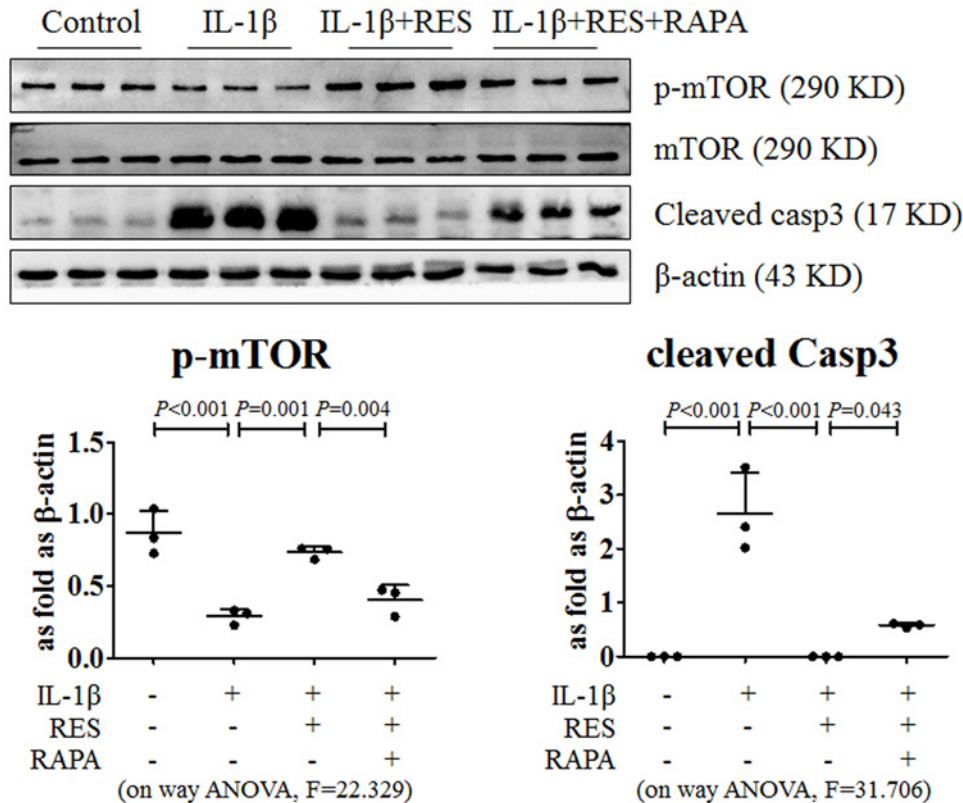 Control IL-1β IL-1β+RES IL-1β+RES+RAPA
p-mTOR (290 KD)
mTOR (290 KD)
Cleaved casp3 (17 KD)
β-actin (43 KD)
p-mTOR
P<0.001 P=0.001 P=0.004
as fold as β-actin
1.5
1.0
0.5
0.0
IL-1β - + + +
RES - - + +
RAPA - - - +
(on way ANOVA, F=22.329)
cleaved Casp3
P<0.001 P<0.001 P=0.043
as fold as β-actin
4
3
2
1
0
IL-1β - + + +
RES - - + +
RAPA - - - +
(on way ANOVA, F=31.706)